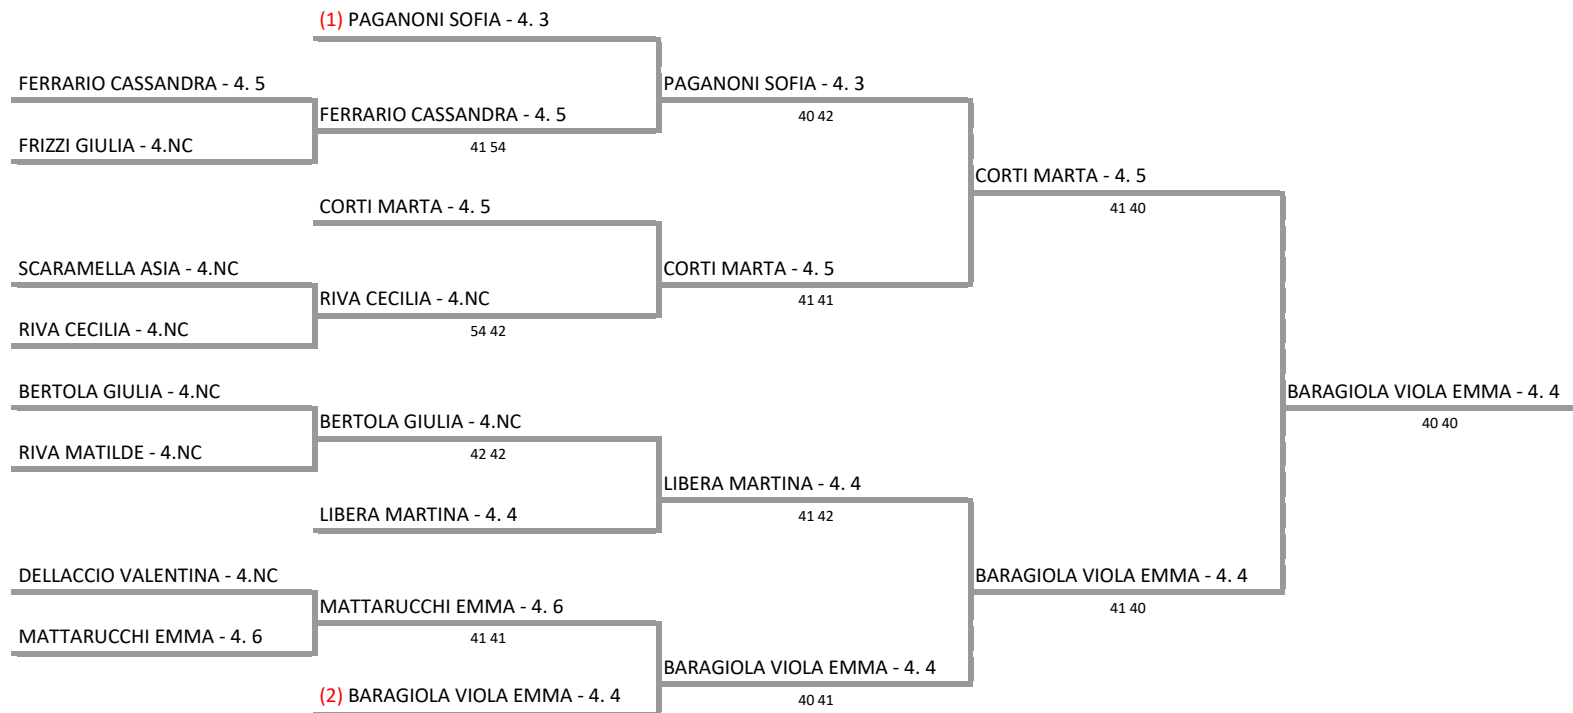 (1) PAGANONI SOFIA - 4. 3
FERRARIO CASSANDRA - 4. 5
PAGANONI SOFIA - 4. 3
FERRARIO CASSANDRA - 4. 5
40 42
FRIZZI GIULIA - 4.NC
41 54
CORTI MARTA - 4. 5
CORTI MARTA - 4. 5
41 40
SCARAMELLA ASIA - 4.NC
CORTI MARTA - 4. 5
RIVA CECILIA - 4.NC
41 41
RIVA CECILIA - 4.NC
54 42
BERTOLA GIULIA - 4.NC
BARAGIOLA VIOLA EMMA - 4. 4
BERTOLA GIULIA - 4.NC
40 40
RIVA MATILDE - 4.NC
42 42
LIBERA MARTINA - 4. 4
LIBERA MARTINA - 4. 4
41 42
DELLACCIO VALENTINA - 4.NC
BARAGIOLA VIOLA EMMA - 4. 4
MATTARUCCHI EMMA - 4. 6
41 40
MATTARUCCHI EMMA - 4. 6
41 41
BARAGIOLA VIOLA EMMA - 4. 4
(2) BARAGIOLA VIOLA EMMA - 4. 4
40 41